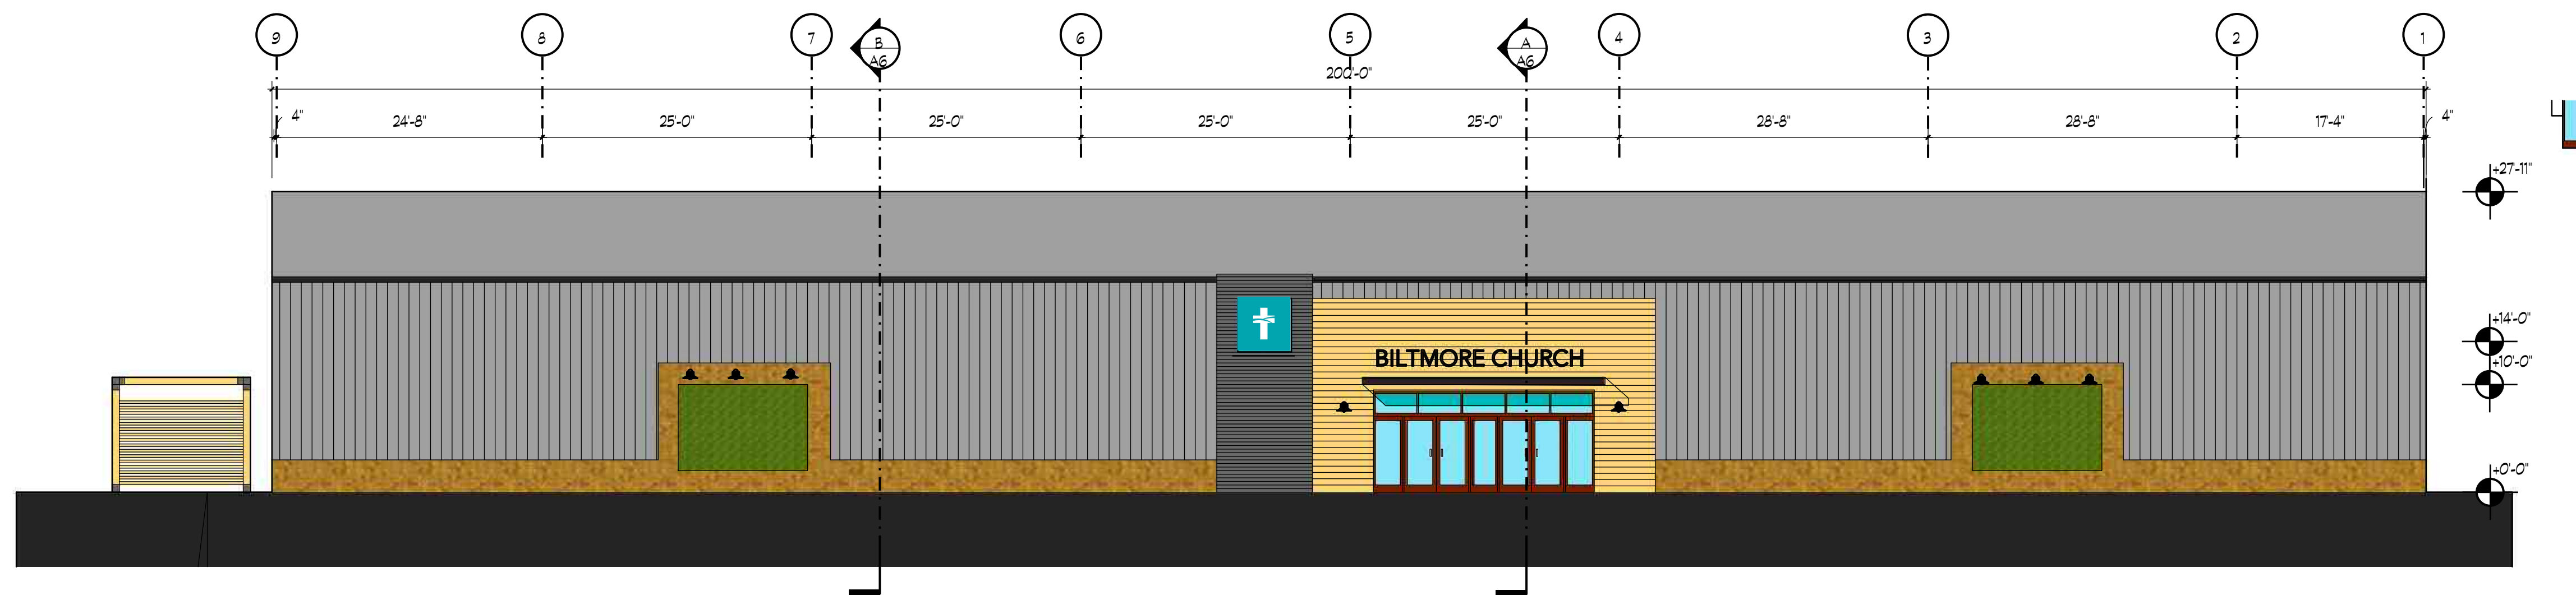 9 8 7 B 6 5 A 4 3 2 1
A6 A6
200'-0"
4" 24'-8" 25'-0" 25'-0" 25'-0" 25'-0" 28'-8" 28'-8" 17'-4" 4"
+27'-11"
+14'-0"
BILTMORE CHURCH
+10'-0"
+0'-0"